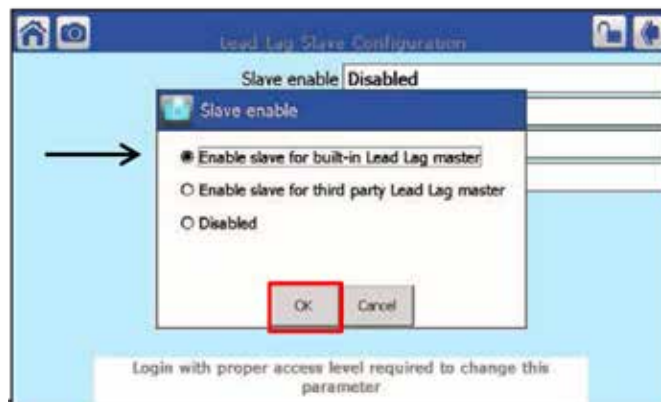 Lead Lag Slave Configuration
Slave enable Disabled
Slave enable
Enable slave for built-in Lead Lag master
Enable slave for third party Lead Lag master
Disabled
OK Cancel
Login with proper access level required to change this
parameter